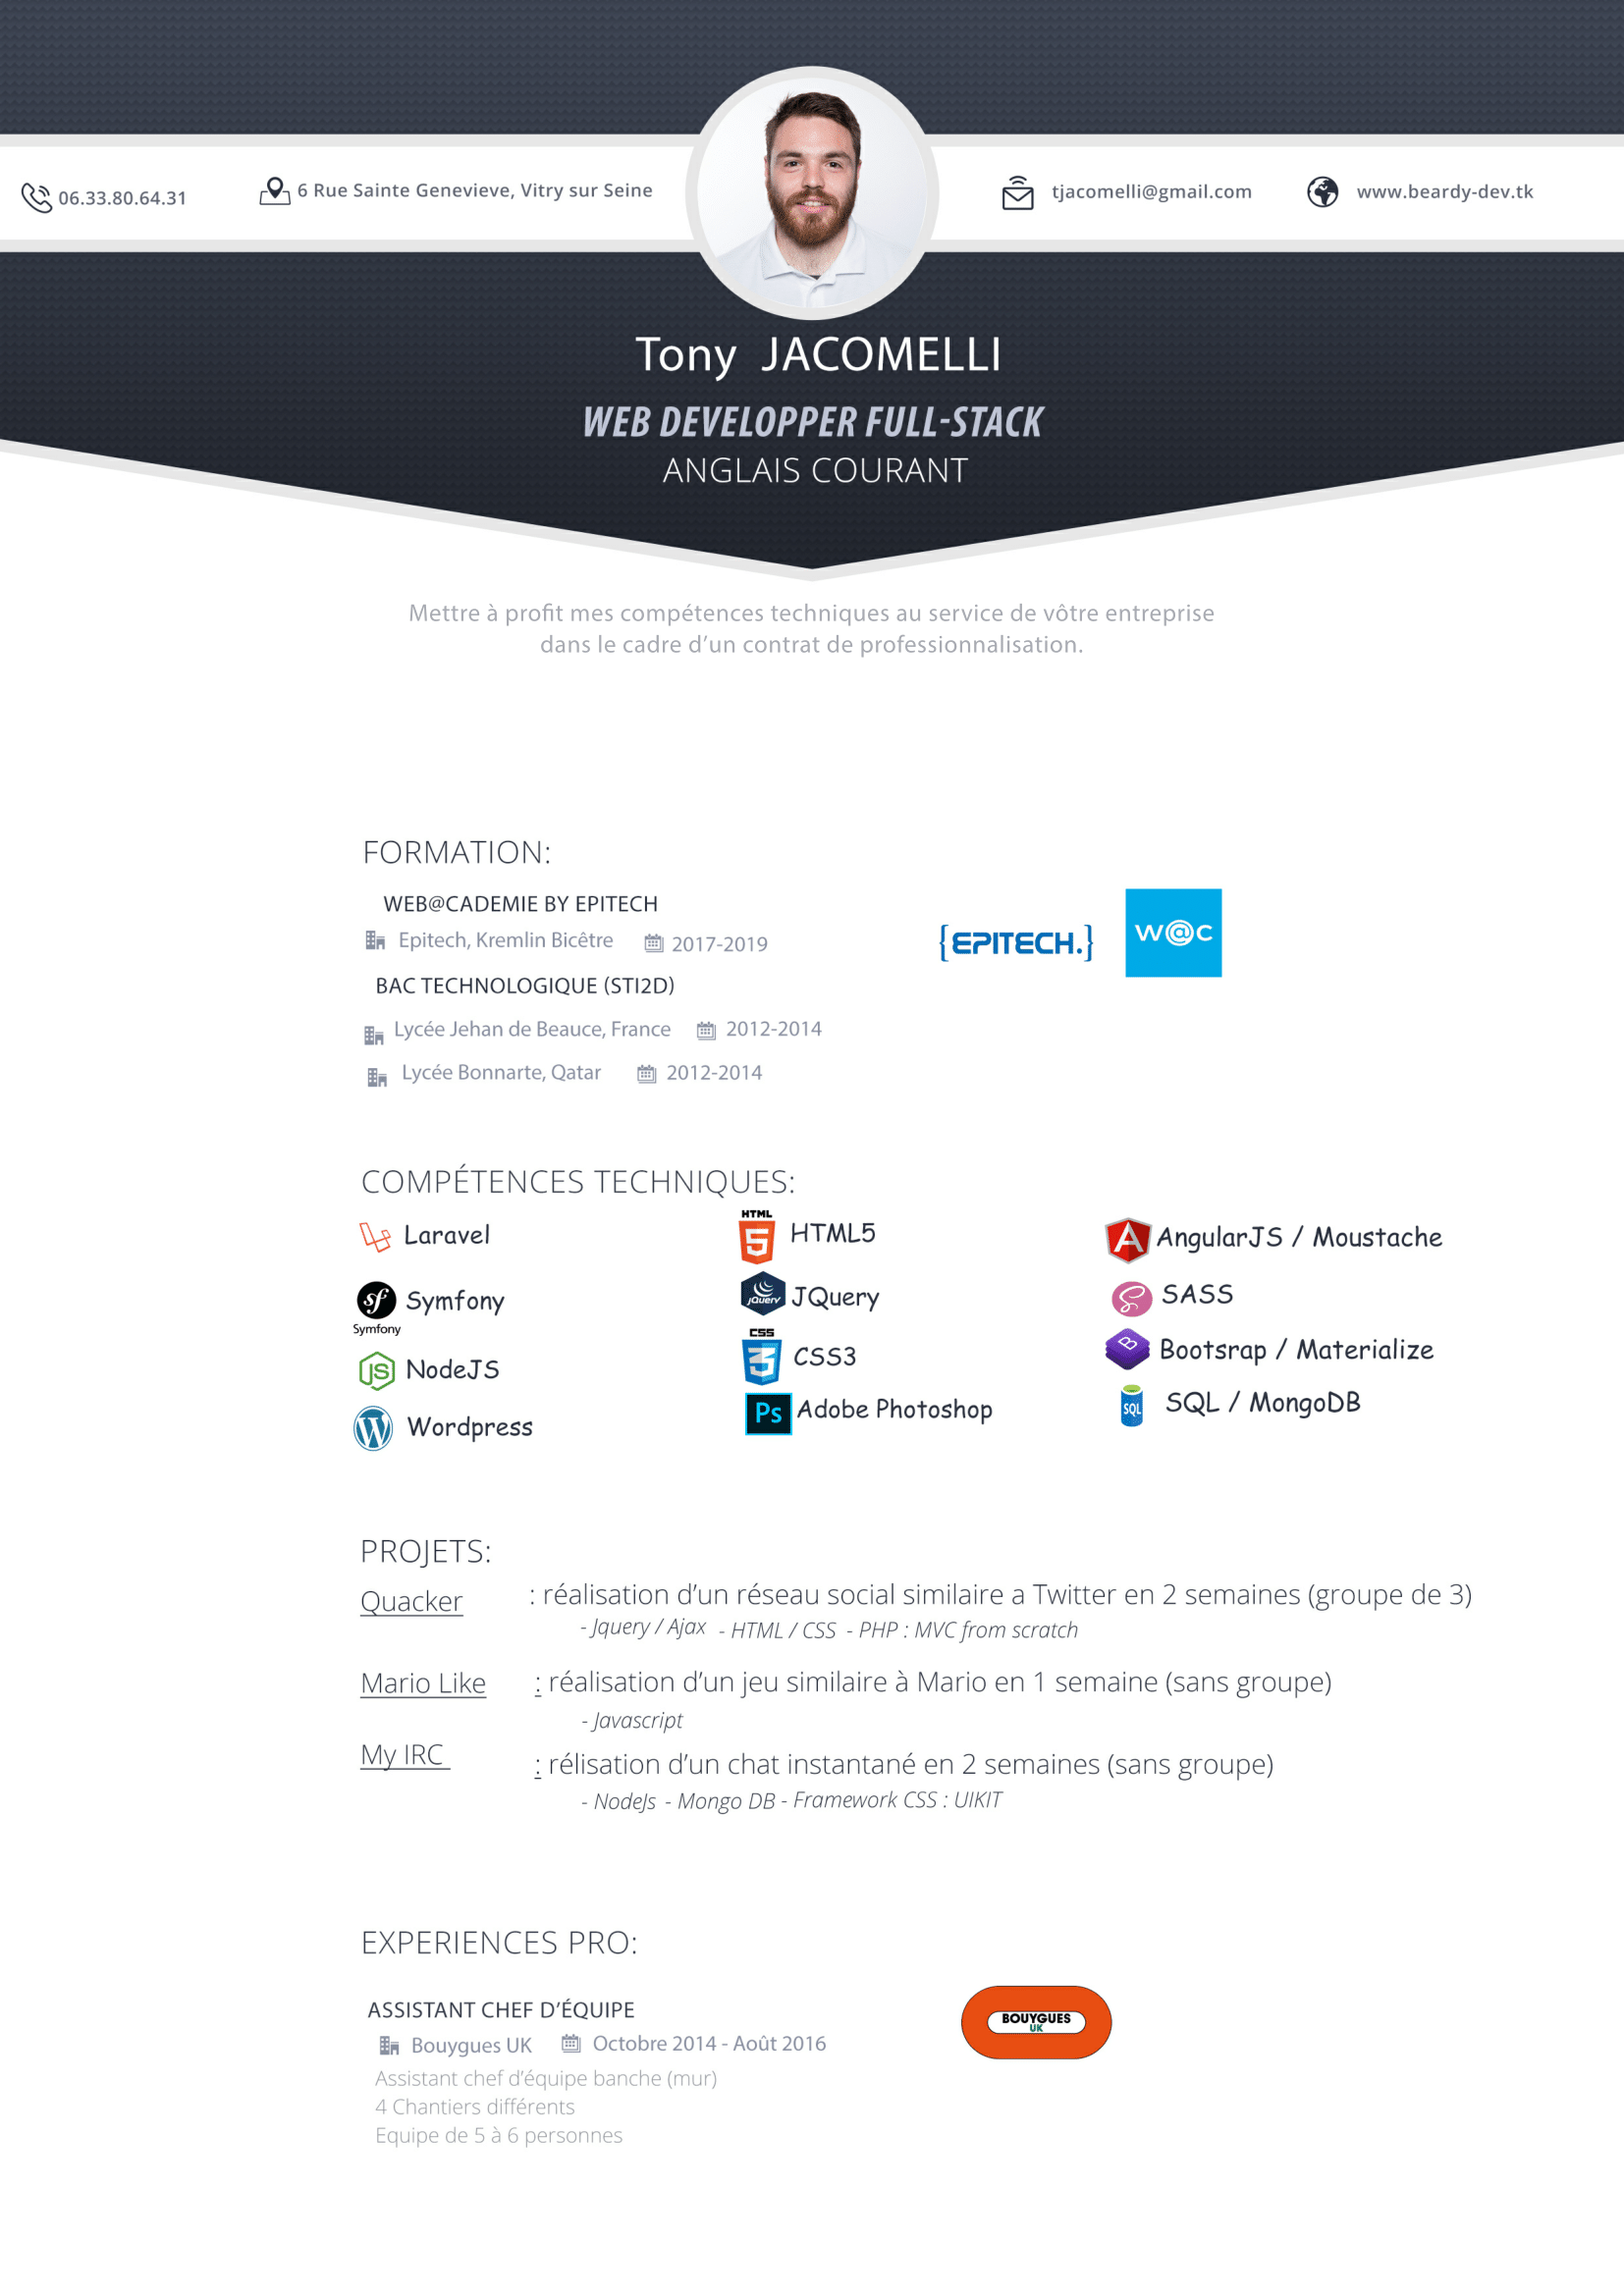 06.33.80.64.31
6 Rue Sainte Genevieve, Vitry sur Seine
tjacomelli@gmail.com
www.beardy-dev.tk
Tony JACOMELLI
WEB DEVELOPPER FULL-STACK
ANGLAIS COURANT
Mettre à profit mes compétences techniques au service de vôtre entreprise
dans le cadre d'un contrat de professionnalisation.
FORMATION:
WEB@CADEMIE BY EPITECH
Epitech, Kremlin Bicêtre 2017-2019
{EPITECH.}
W@C
BAC TECHNOLOGIQUE (STI2D)
Lycée Jehan de Beauce, France 2012-2014
Lycée Bonnarte, Qatar 2012-2014
COMPÉTENCES TECHNIQUES:
Laravel
Symfony
Symfony
JS NodeJS
W Wordpress
HTML
5 HTML5
jQuery JQuery
CSS
3 CSS3
Ps Adobe Photoshop
A AngularJS / Moustache
S SASS
B Bootsrap / Materialize
SQL SQL / MongoDB
PROJETS:
Quacker : réalisation d'un réseau social similaire a Twitter en 2 semaines (groupe de 3)
- Jquery / Ajax - HTML / CSS - PHP : MVC from scratch
Mario Like : réalisation d'un jeu similaire à Mario en 1 semaine (sans groupe)
- Javascript
My IRC : rélisation d'un chat instantané en 2 semaines (sans groupe)
- NodeJs - Mongo DB - Framework CSS : UIKIT
EXPERIENCES PRO:
ASSISTANT CHEF D'ÉQUIPE
Bouygues UK Octobre 2014 - Août 2016
BOUYGUES
UK
Assistant chef d'équipe banche (mur)
4 Chantiers différents
Equipe de 5 à 6 personnes